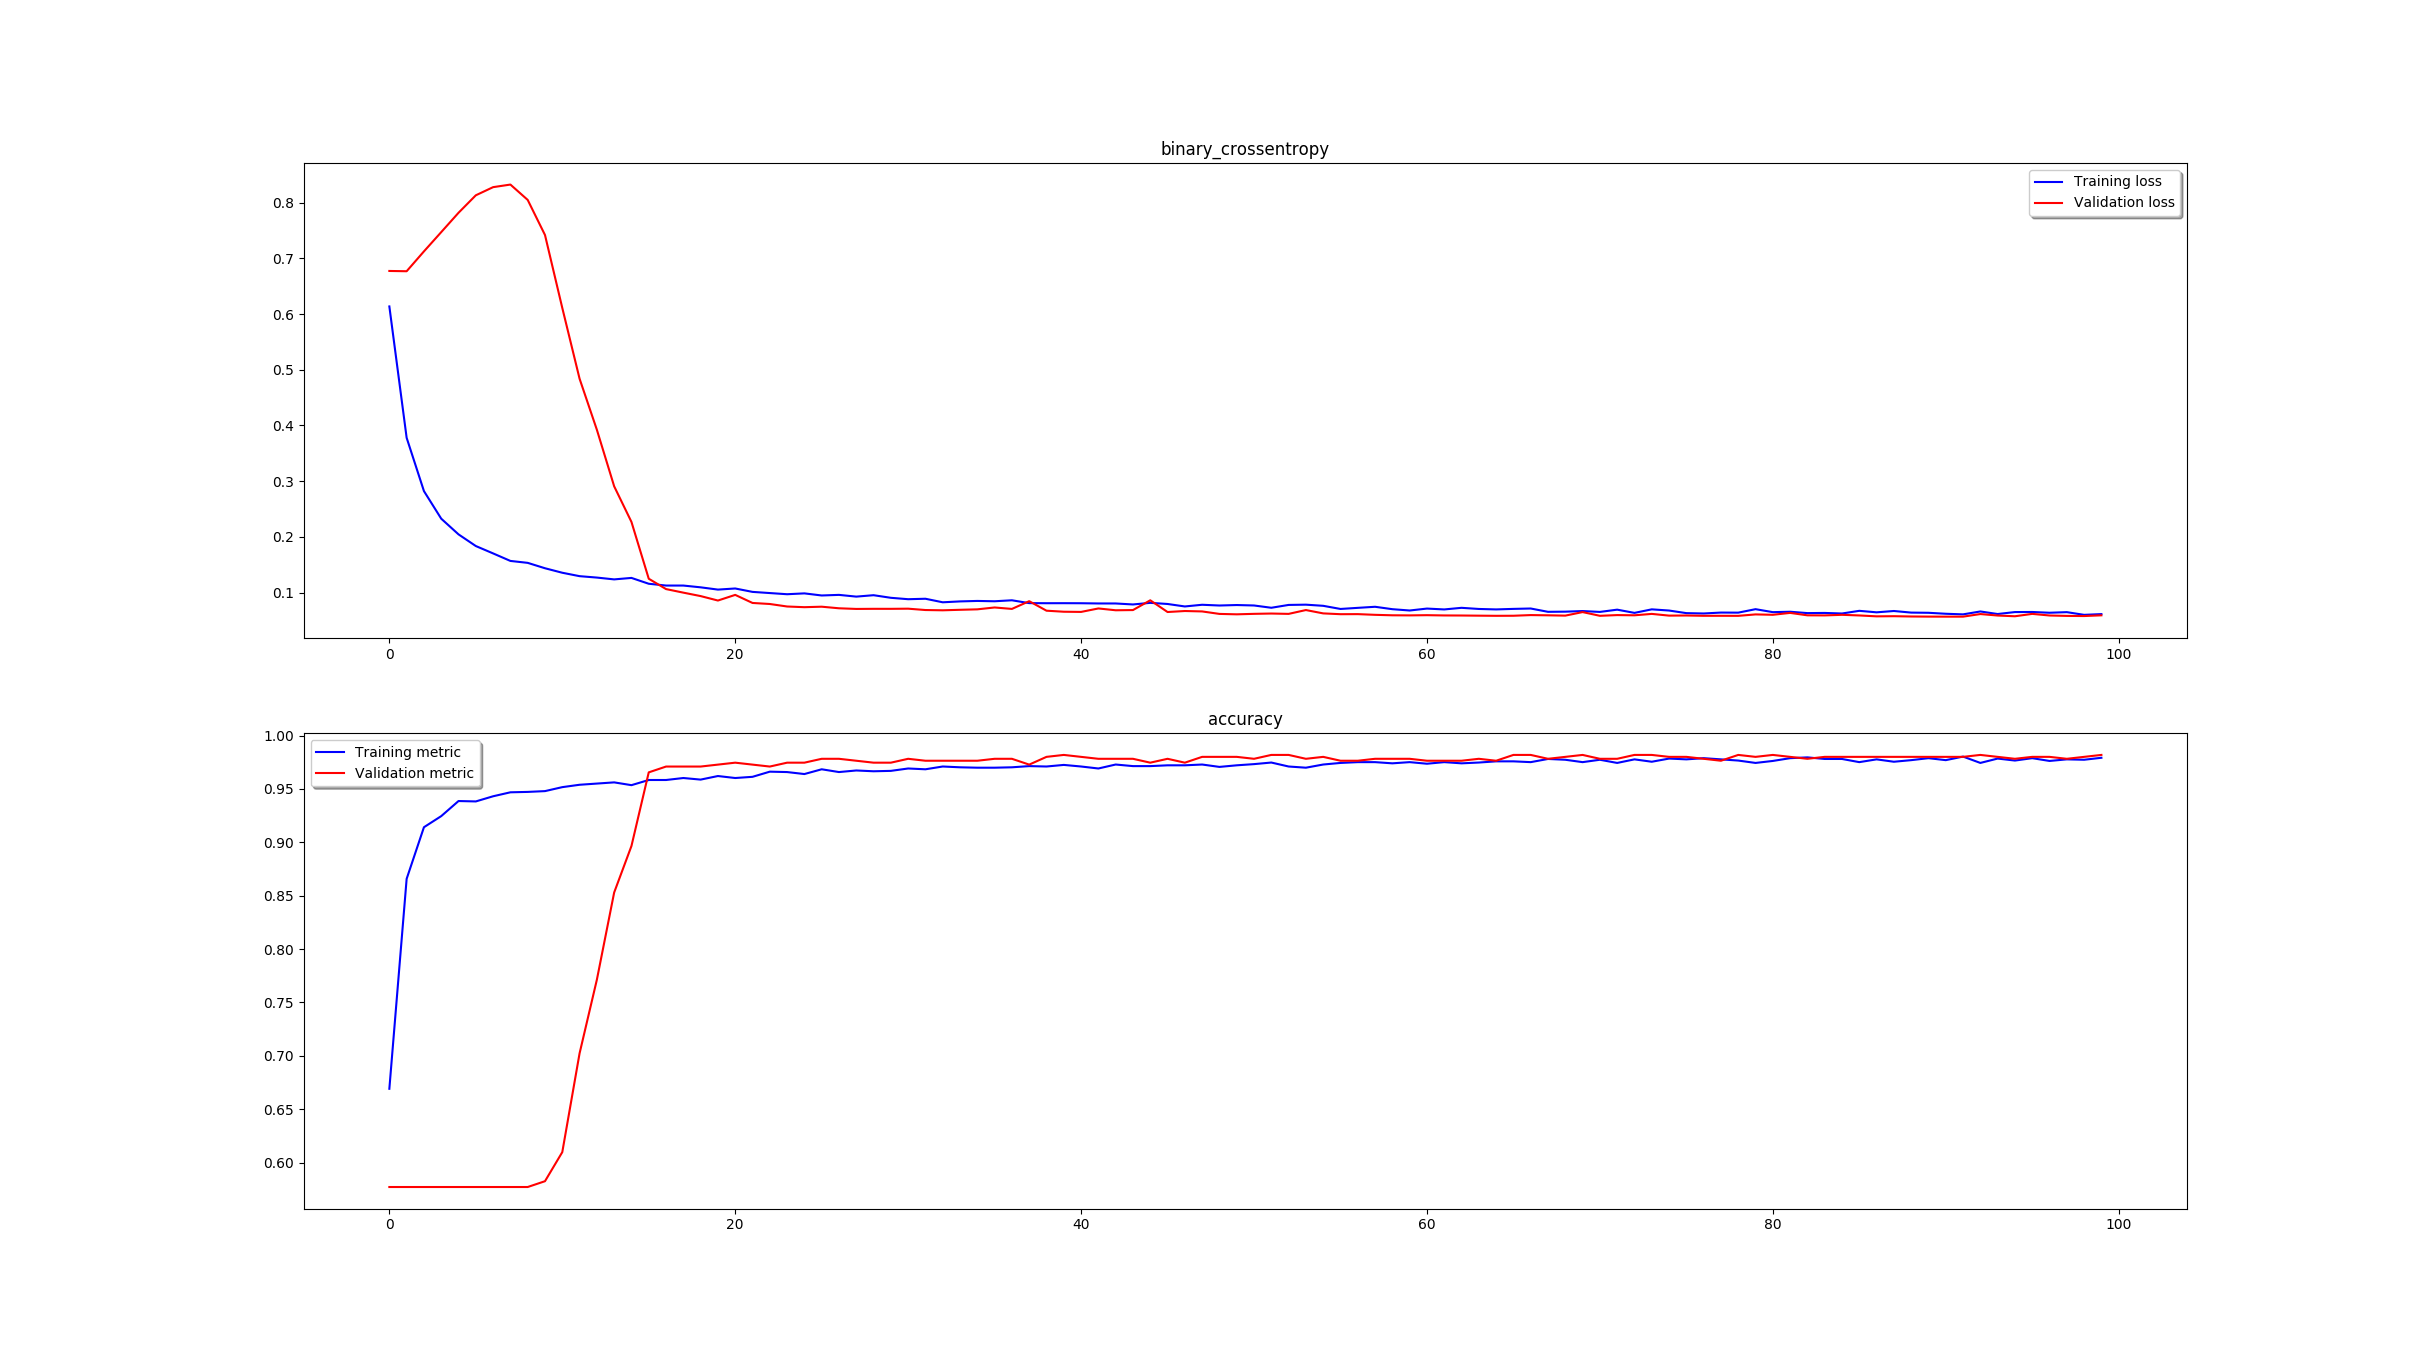 binary_crossentropy
Training loss
Validation loss
0.8
0.7
0.6
0.5
0.4
0.3
0.2
0.1
0 20 40 60 80 100
accuracy
Training metric
Validation metric
1.00
0.95
0.90
0.85
0.80
0.75
0.70
0.65
0.60
0 20 40 60 80 100